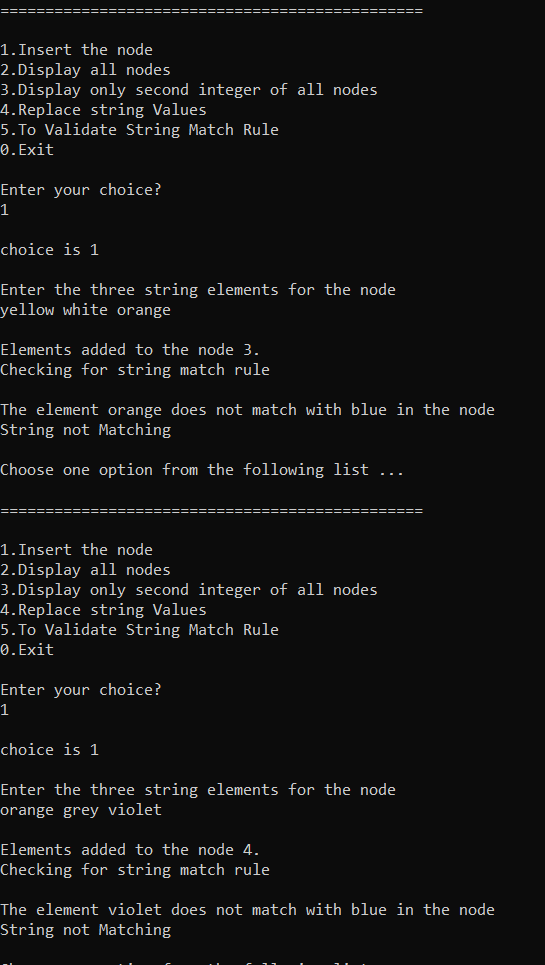 ===============================================
1.Insert the node
2.Display all nodes
3.Display only second integer of all nodes
4.Replace string Values
5.To Validate String Match Rule
0.Exit
Enter your choice?
1
choice is 1
Enter the three string elements for the node
yellow white orange
Elements added to the node 3.
Checking for string match rule
The element orange does not match with blue in the node
String not Matching
Choose one option from the following list ...
===============================================
1.Insert the node
2.Display all nodes
3.Display only second integer of all nodes
4.Replace string Values
5.To Validate String Match Rule
0.Exit
Enter your choice?
1
choice is 1
Enter the three string elements for the node
orange grey violet
Elements added to the node 4.
Checking for string match rule
The element violet does not match with blue in the node
String not Matching